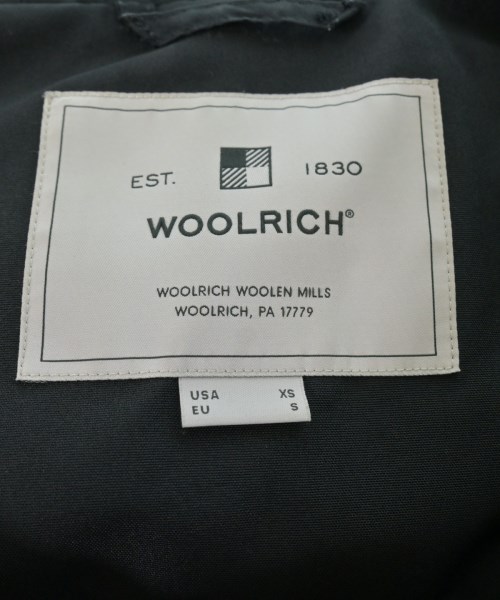 EST. 1830
WOOLRICH®
WOOLRICH WOOLEN MILLS
WOOLRICH, PA 17779
USA XS
EU S